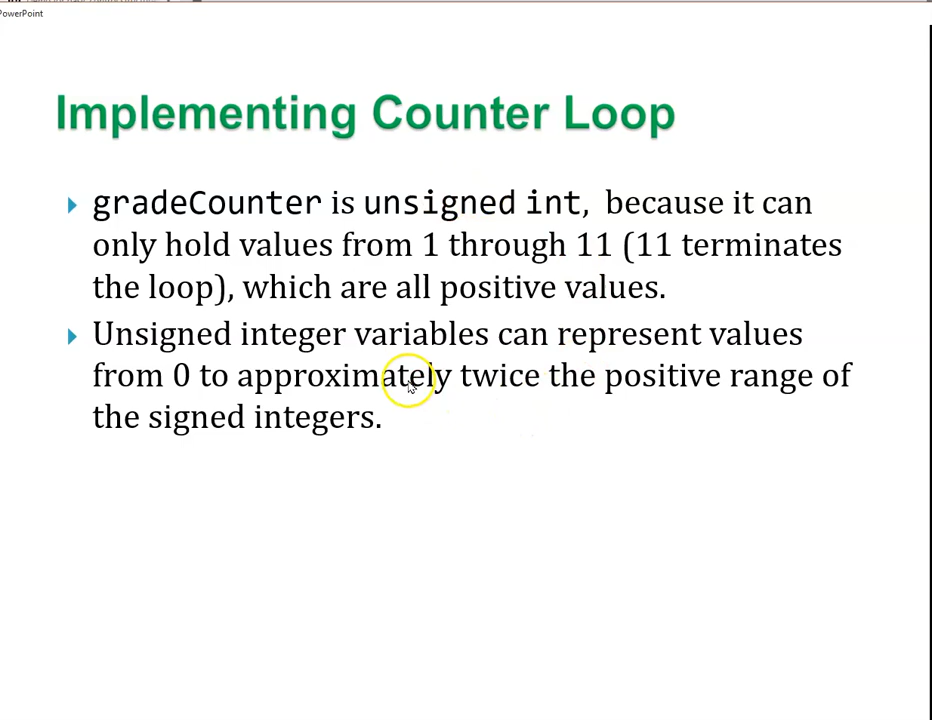 PowerPoint
Implementing Counter Loop
gradeCounter is unsigned int, because it can
only hold values from 1 through 11 (11 terminates
the loop), which are all positive values.
Unsigned integer variables can represent values
from 0 to approximately twice the positive range of
the signed integers.